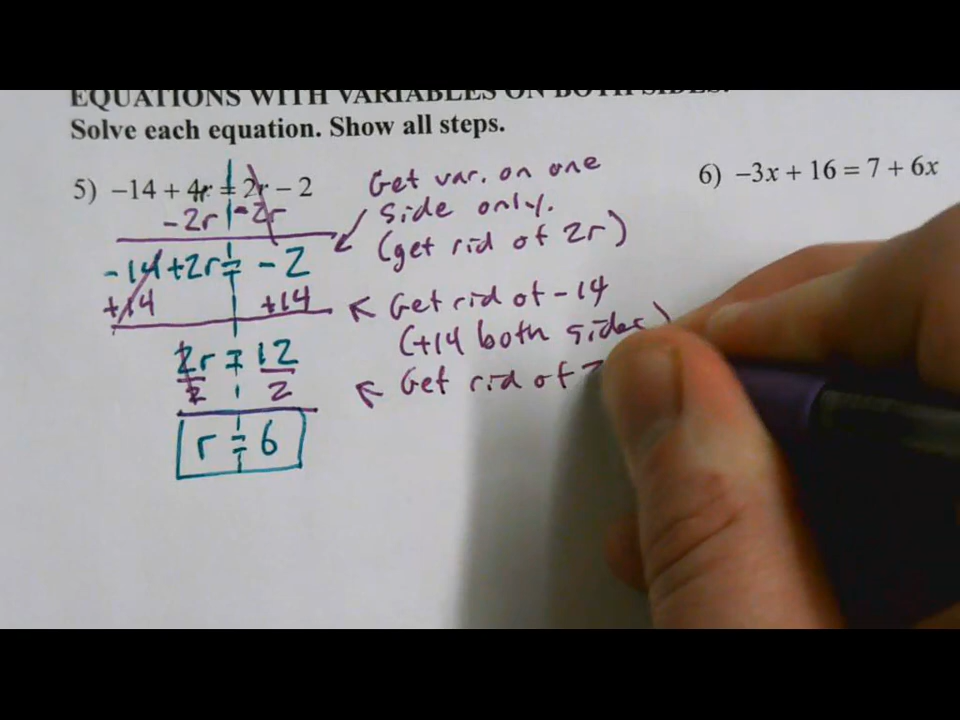 EQUATIONS WITH VARIABLES ON BOTH SIDES.
Solve each equation. Show all steps.
5) −14 + 4r = 2r − 2
−2r −2r
-14+2r= -2
+14 +14
2r = 12
2 2
r = 6
Get var. on one
side only.
(get rid of 2r)
Get rid of -14
(+14 both sides)
Get rid of 2
6) −3x + 16 = 7 + 6x